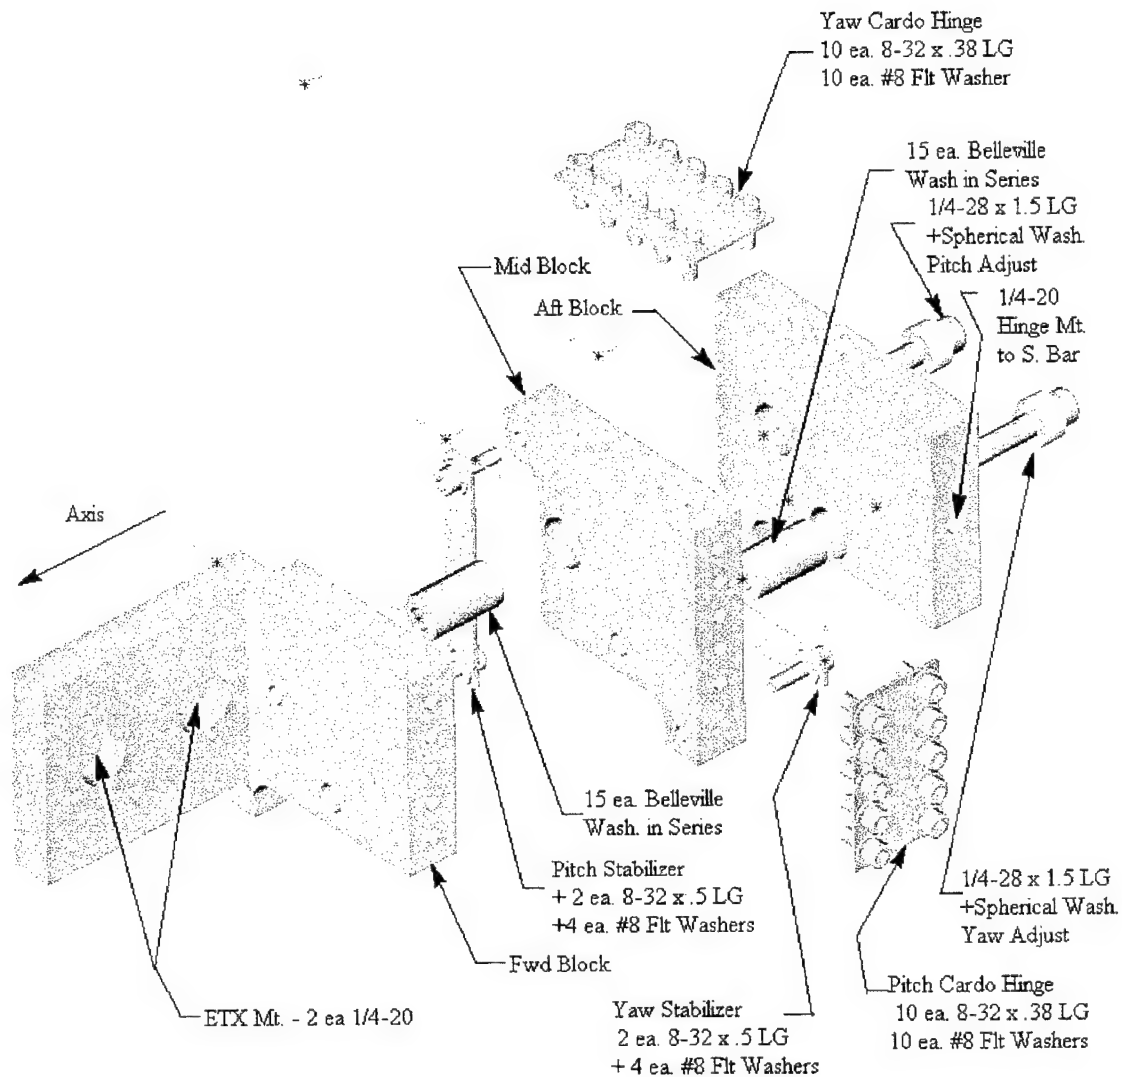 Yaw Cardo Hinge
10 ea. 8-32 x .38 LG
10 ea. #8 Flt Washer
15 ea. Belleville
Wash in Series
1/4-28 x 1.5 LG
+Spherical Wash.
Pitch Adjust
1/4-20
Hinge Mt.
to S. Bar
Mid Block
Aft Block
Axis
15 ea. Belleville
Wash. in Series
Pitch Stabilizer
+ 2 ea. 8-32 x .5 LG
+4 ea. #8 Flt Washers
Fwd Block
ETX Mt. - 2 ea 1/4-20
Yaw Stabilizer
2 ea. 8-32 x .5 LG
+ 4 ea. #8 Flt Washers
1/4-28 x 1.5 LG
+Spherical Wash.
Yaw Adjust
Pitch Cardo Hinge
10 ea. 8-32 x .38 LG
10 ea. #8 Flt Washers